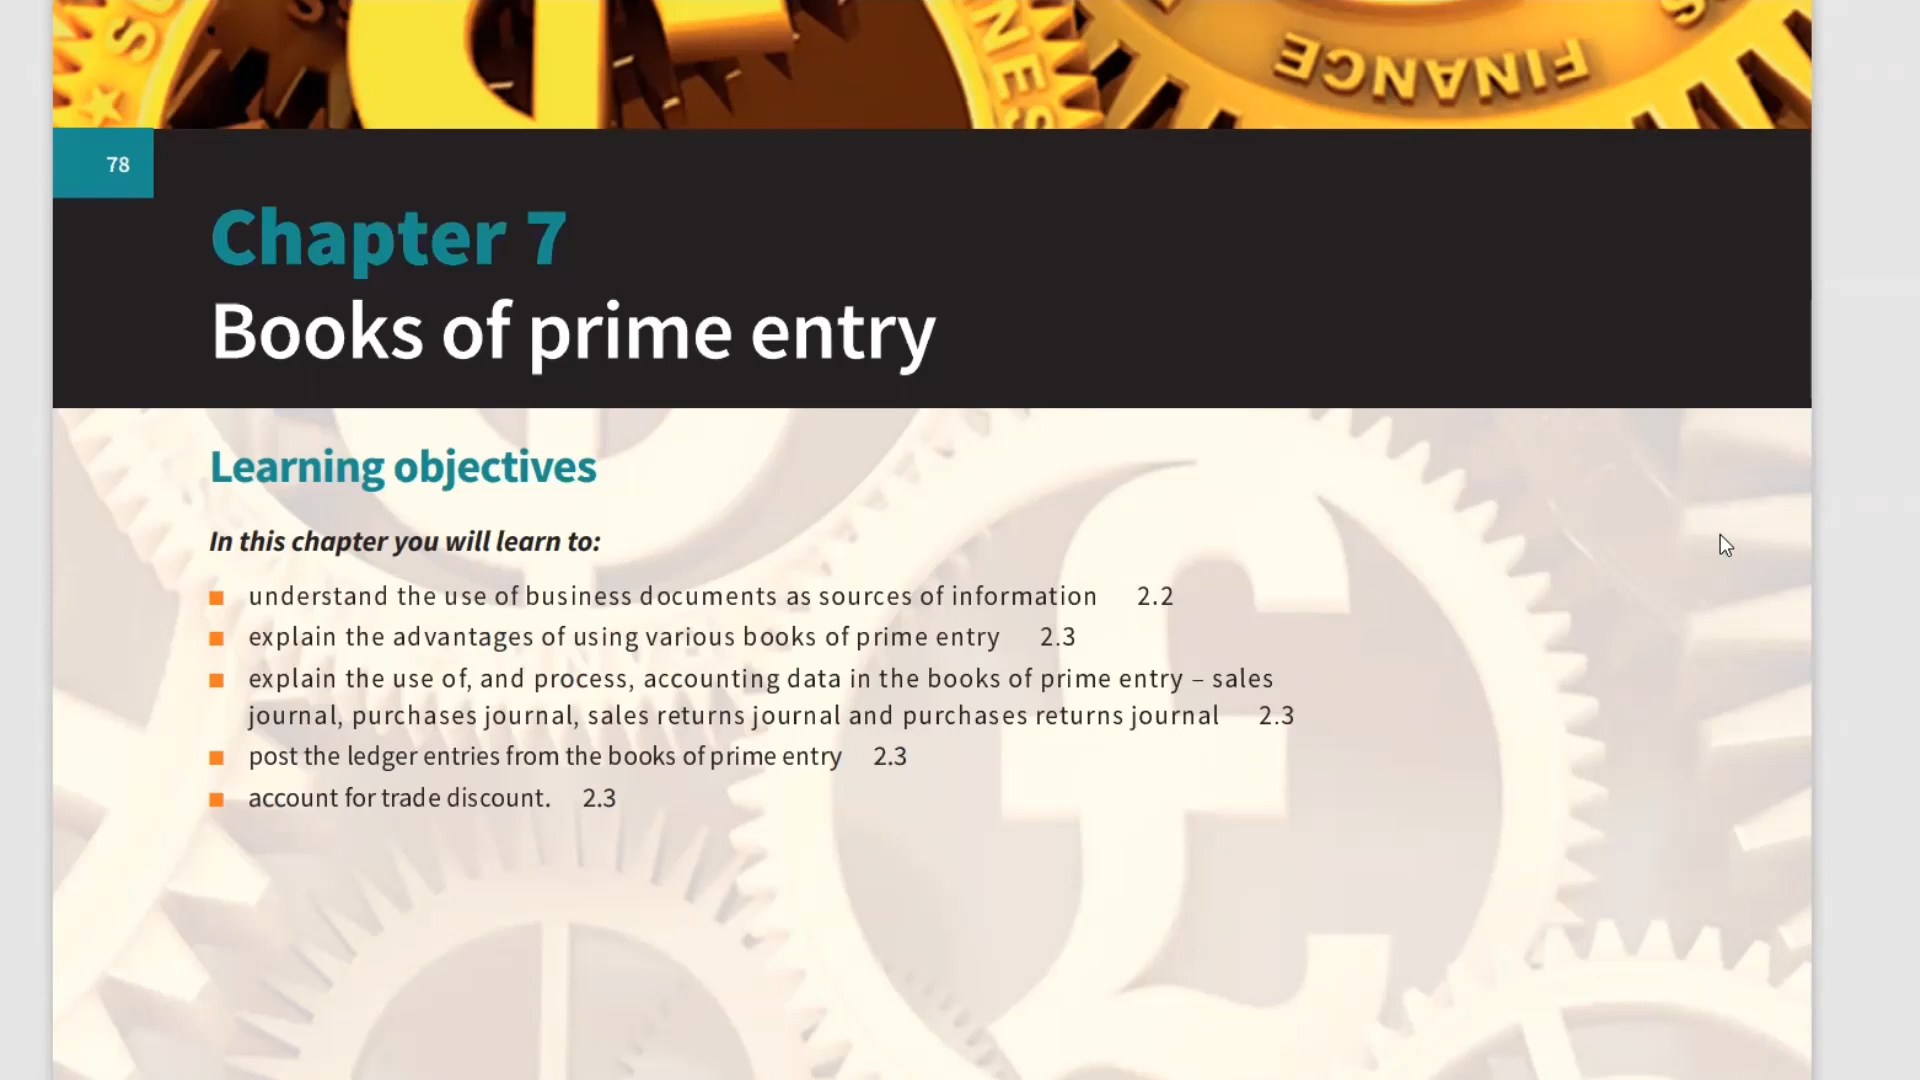 FINANCE
78
Chapter 7
Books of prime entry
Learning objectives
In this chapter you will learn to:
understand the use of business documents as sources of information 2.2
explain the advantages of using various books of prime entry 2.3
explain the use of, and process, accounting data in the books of prime entry – sales
journal, purchases journal, sales returns journal and purchases returns journal 2.3
post the ledger entries from the books of prime entry 2.3
account for trade discount. 2.3